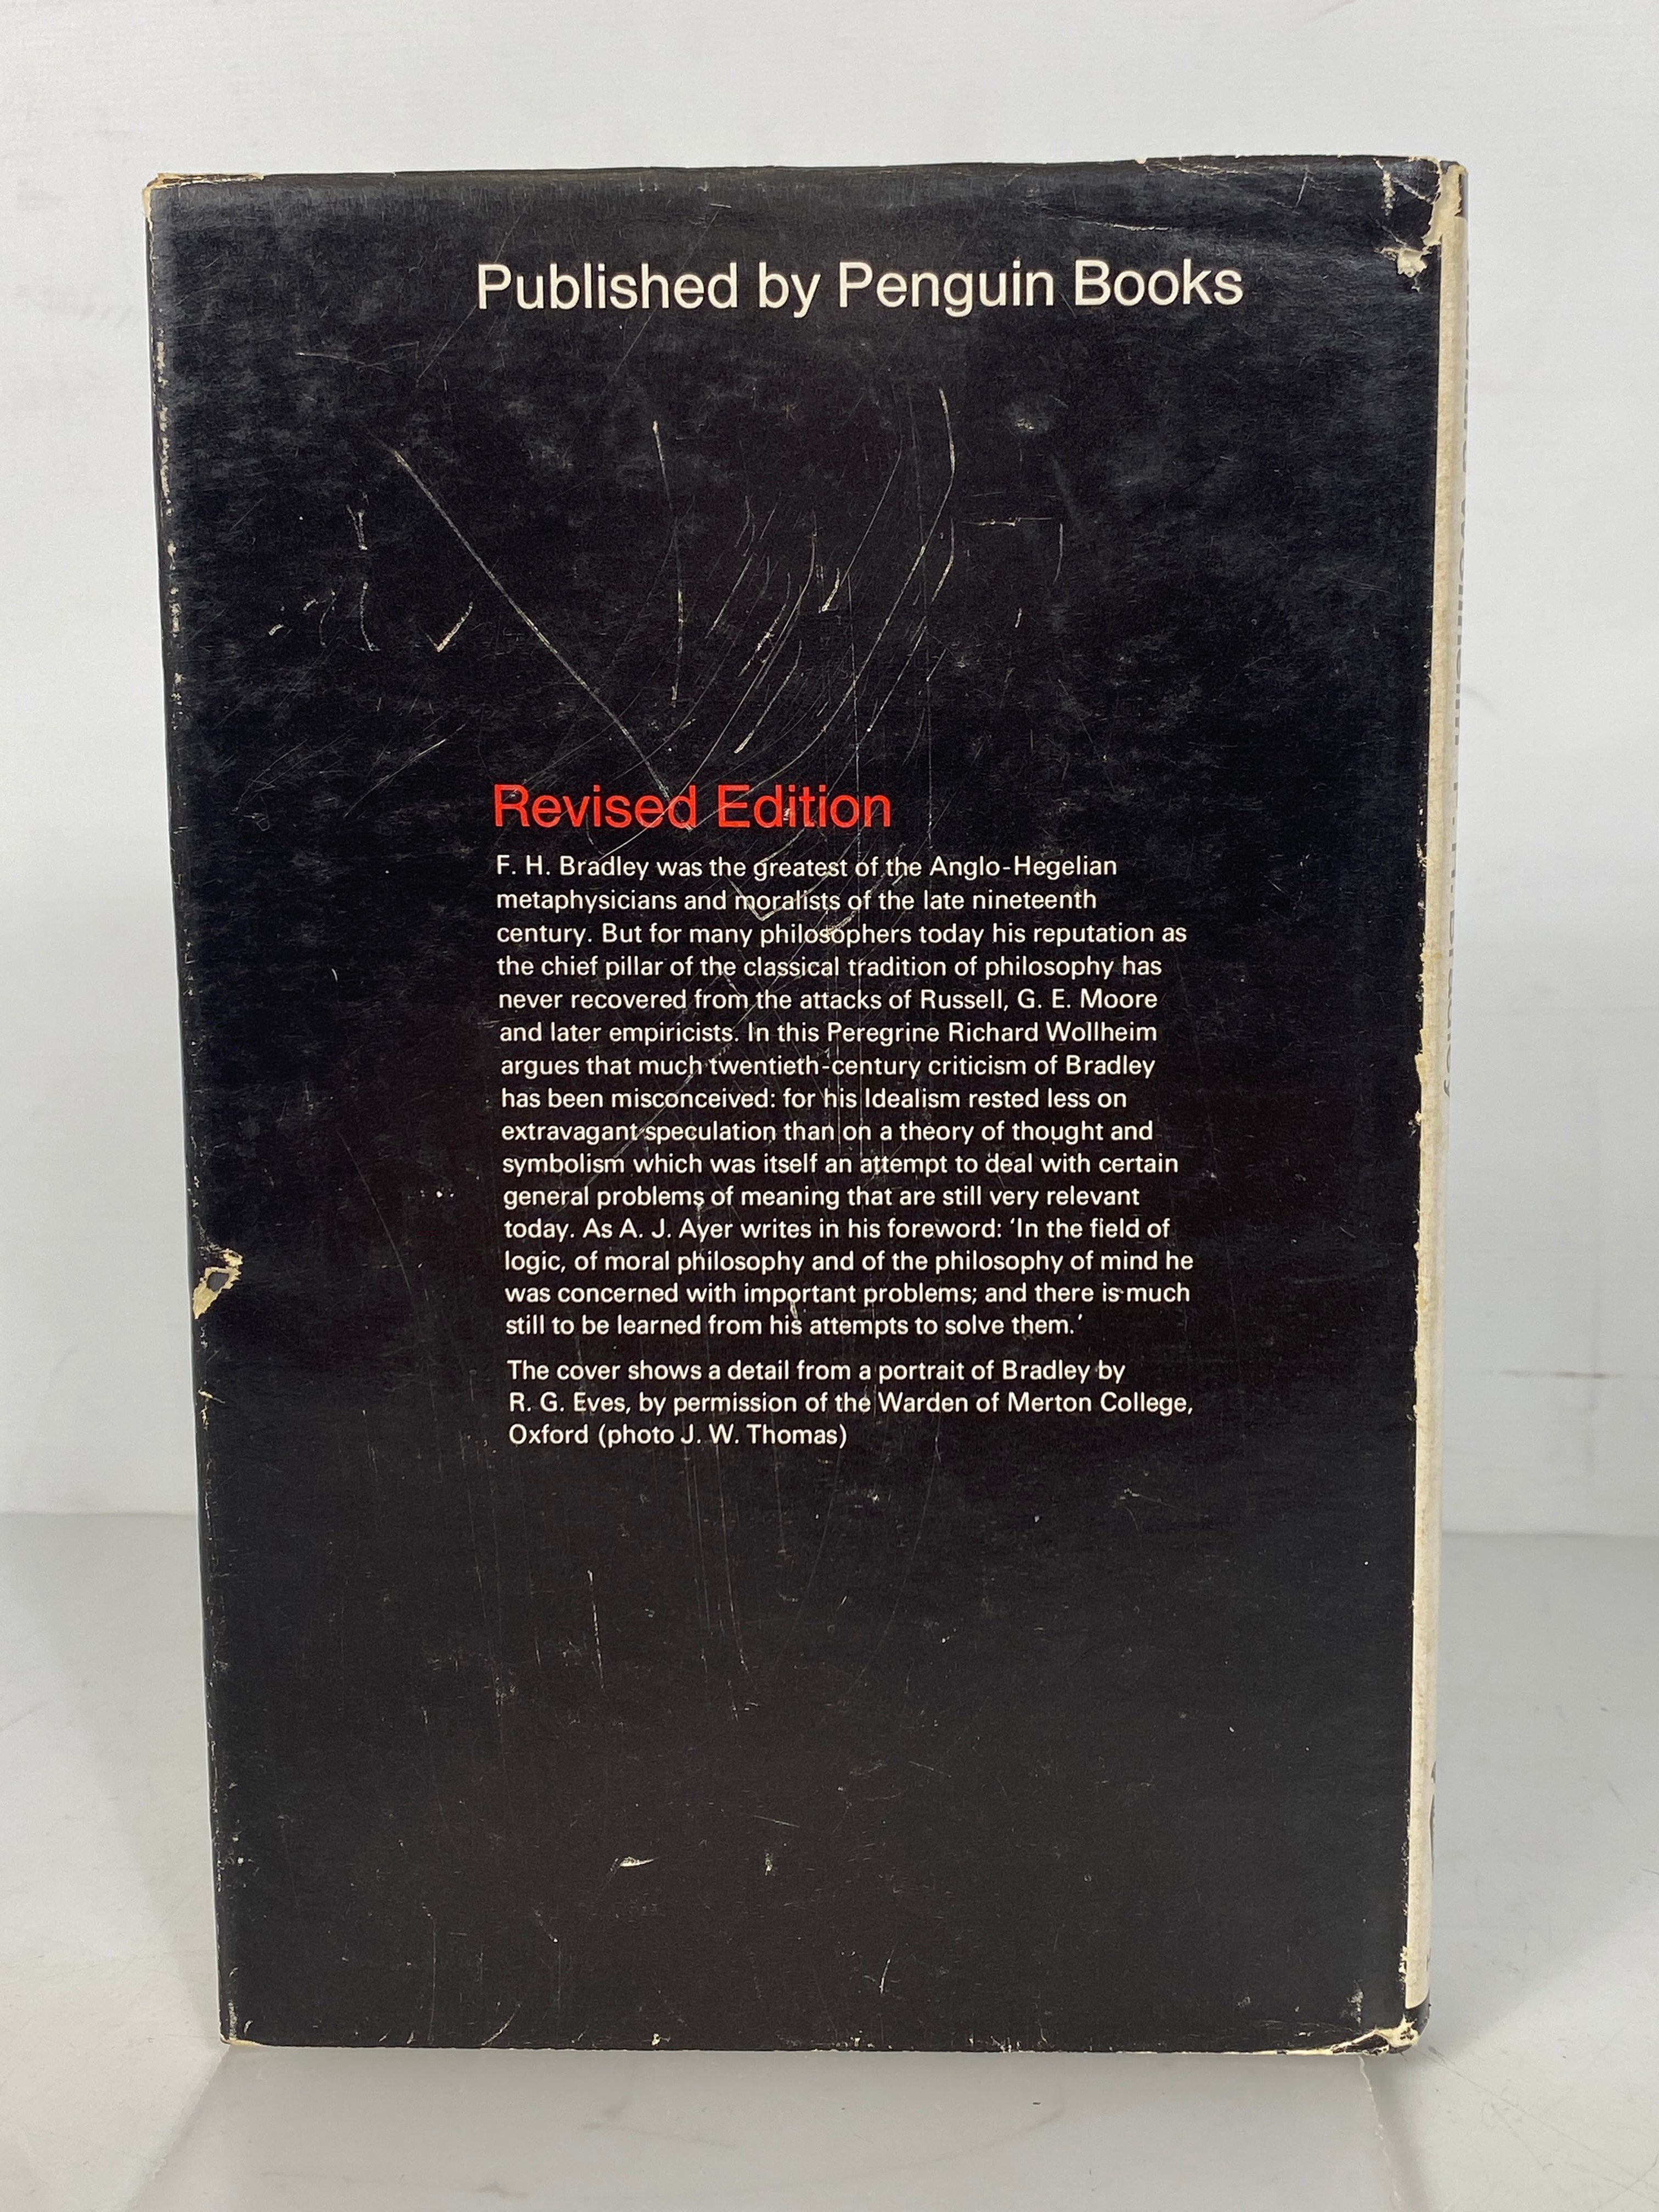 Published by Penguin Books
Revised Edition
F. H. Bradley was the greatest of the Anglo-Hegelian
metaphysicians and moralists of the late nineteenth
century. But for many philosophers today his reputation as
the chief pillar of the classical tradition of philosophy has
never recovered from the attacks of Russell, G. E. Moore
and later empiricists. In this Peregrine Richard Wollheim
argues that much twentieth-century criticism of Bradley
has been misconceived: for his Idealism rested less on
extravagant speculation than on a theory of thought and
symbolism which was itself an attempt to deal with certain
general problems of meaning that are still very relevant
today. As A. J. Ayer writes in his foreword: ‘In the field of
logic, of moral philosophy and of the philosophy of mind he
was concerned with important problems; and there is much
still to be learned from his attempts to solve them.’
The cover shows a detail from a portrait of Bradley by
R. G. Eves, by permission of the Warden of Merton College,
Oxford (photo J. W. Thomas)